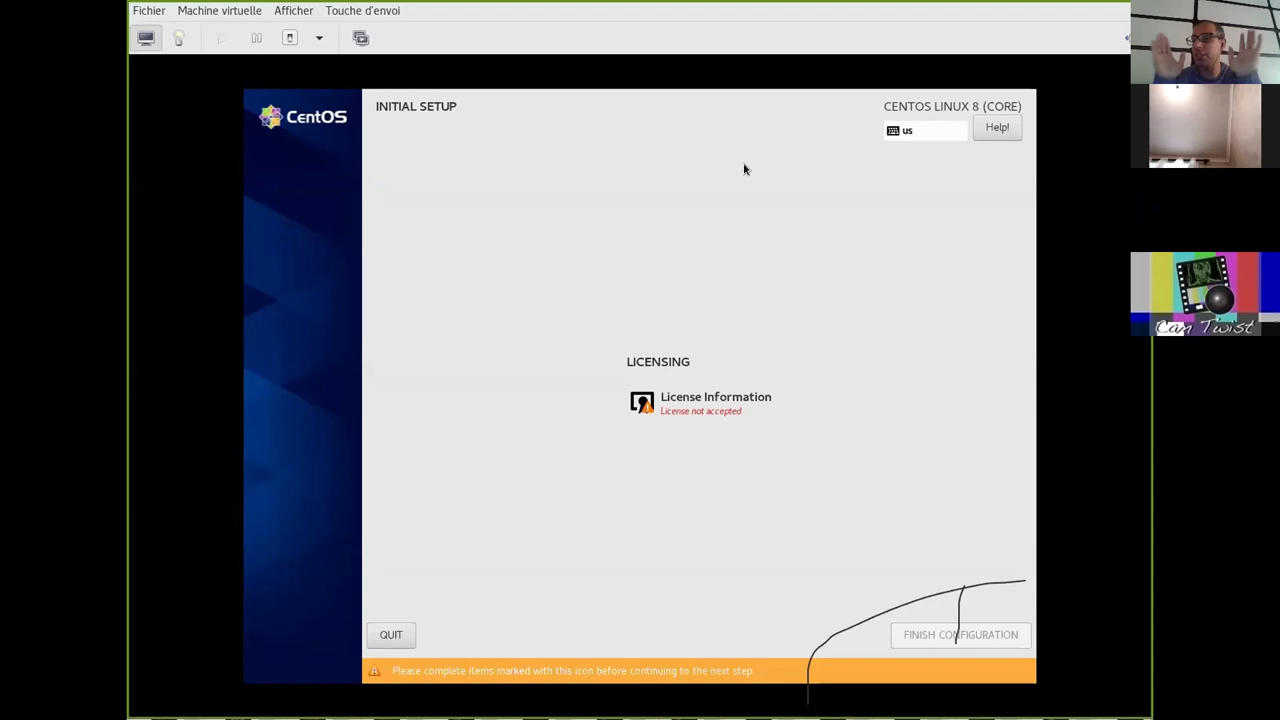 Fichier Machine virtuelle Afficher Touche d'envoi
CentOS
INITIAL SETUP
CENTOS LINUX 8 (CORE)
us
Help!
LICENSING
License Information
License not accepted
QUIT
FINISH CONFIGURATION
Please complete items marked with this icon before continuing to the next step.
Cam Twist